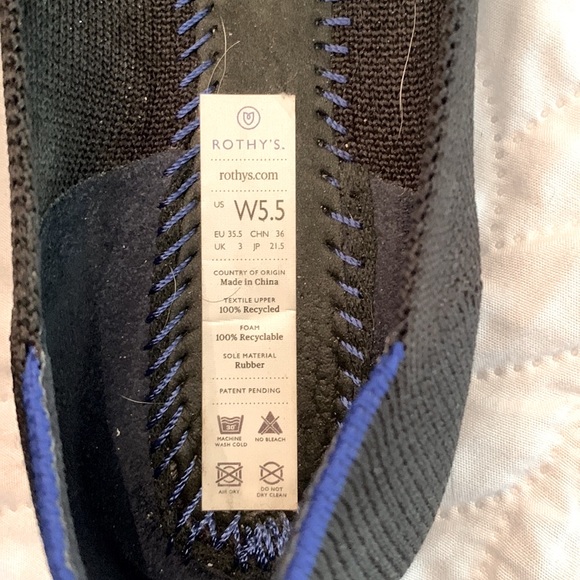 ROTHY'S.
rothys.com
US W5.5
EU 35.5 CHN 36
UK 3 JP 21.5
COUNTRY OF ORIGIN
Made in China
TEXTILE UPPER
100% Recycled
FOAM
100% Recyclable
SOLE MATERIAL
Rubber
PATENT PENDING
30°
MACHINE WASH COLD
NO BLEACH
AIR DRY
DO NOT DRY CLEAN